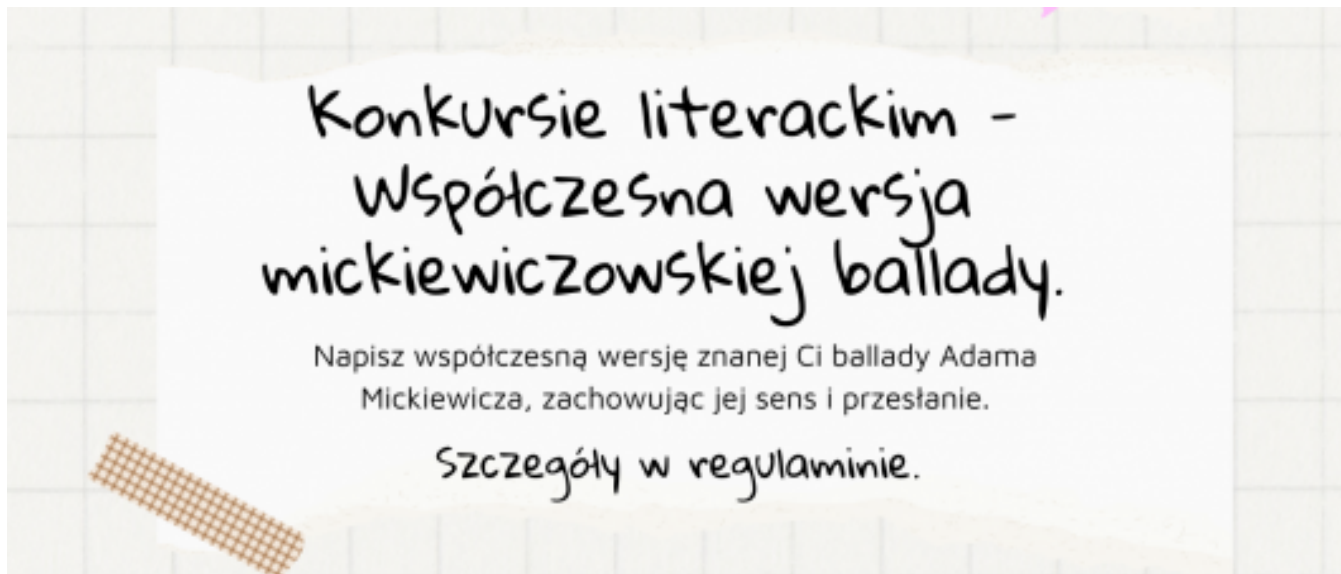 Konkursie literackim -
Współczesna wersja
mickiewiczowskiej ballady.
Napisz współczesną wersję znanej Ci ballady Adama
Mickiewicza, zachowując jej sens i przesłanie.
Szczegóły w regulaminie.